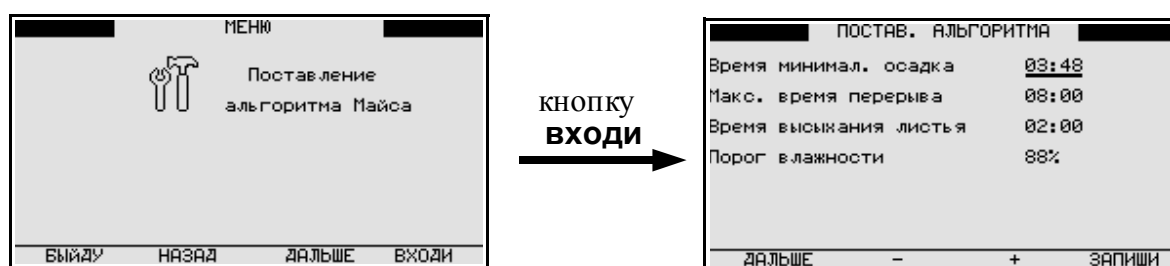 МЕНЮ
Поставление
альгоритма Майса
БЫЙДУ НАЗАД ДАЛЬШЕ ВХОДИ
кнопку
ВХОДИ
ПОСТАВ. АЛЬГОРИТМА
Время минимал. осадка 03:48
Макс. время перерыва 08:00
Время высыхания листья 02:00
Порог влажности 88%
ДАЛЬШЕ - + ЗАПИШИ